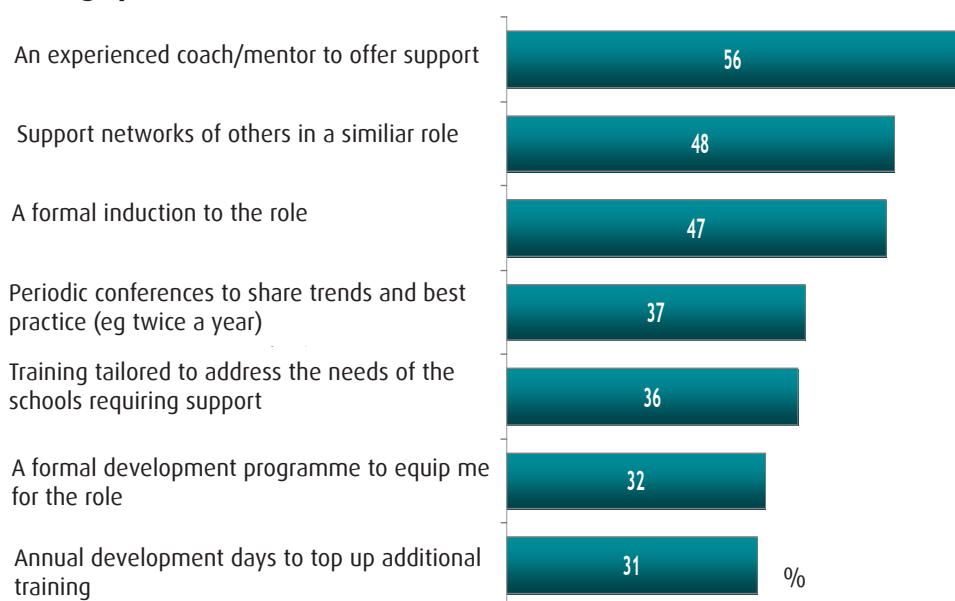 An experienced coach/mentor to offer support
56
Support networks of others in a similiar role
48
A formal induction to the role
47
Periodic conferences to share trends and best
practice (eg twice a year)
37
Training tailored to address the needs of the
schools requiring support
36
A formal development programme to equip me
for the role
32
Annual development days to top up additional
training
31
%